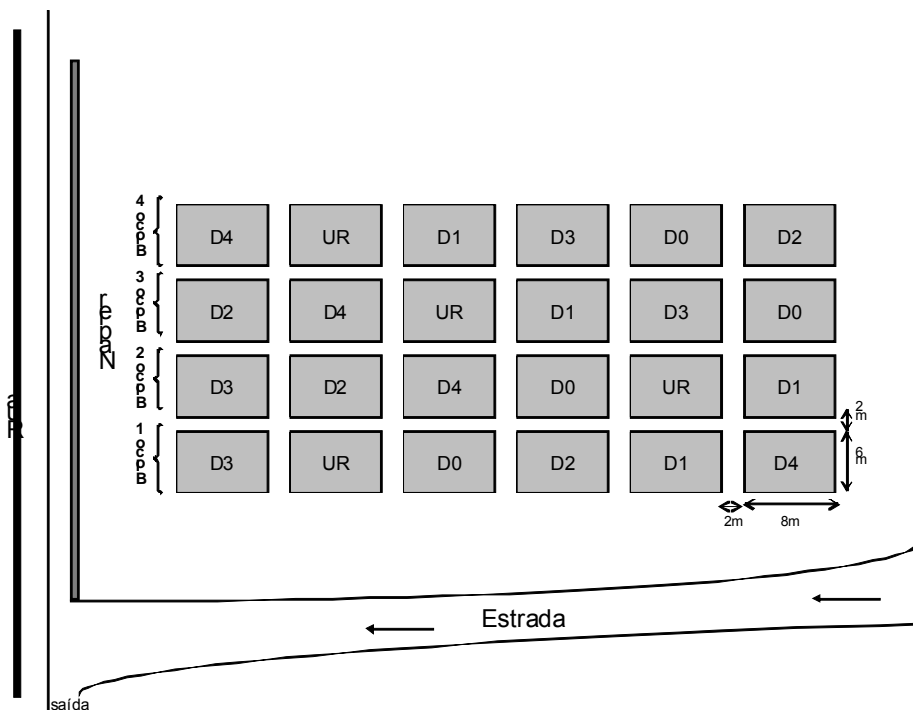 Bloco 4
D4 UR D1 D3 D0 D2
Bloco 3
D2 D4 UR D1 D3 D0
Napier
Bloco 2
D3 D2 D4 D0 UR D1
2m
Bloco 1
D3 UR D0 D2 D1 D4
6m
2m 8m
Estrada
saída